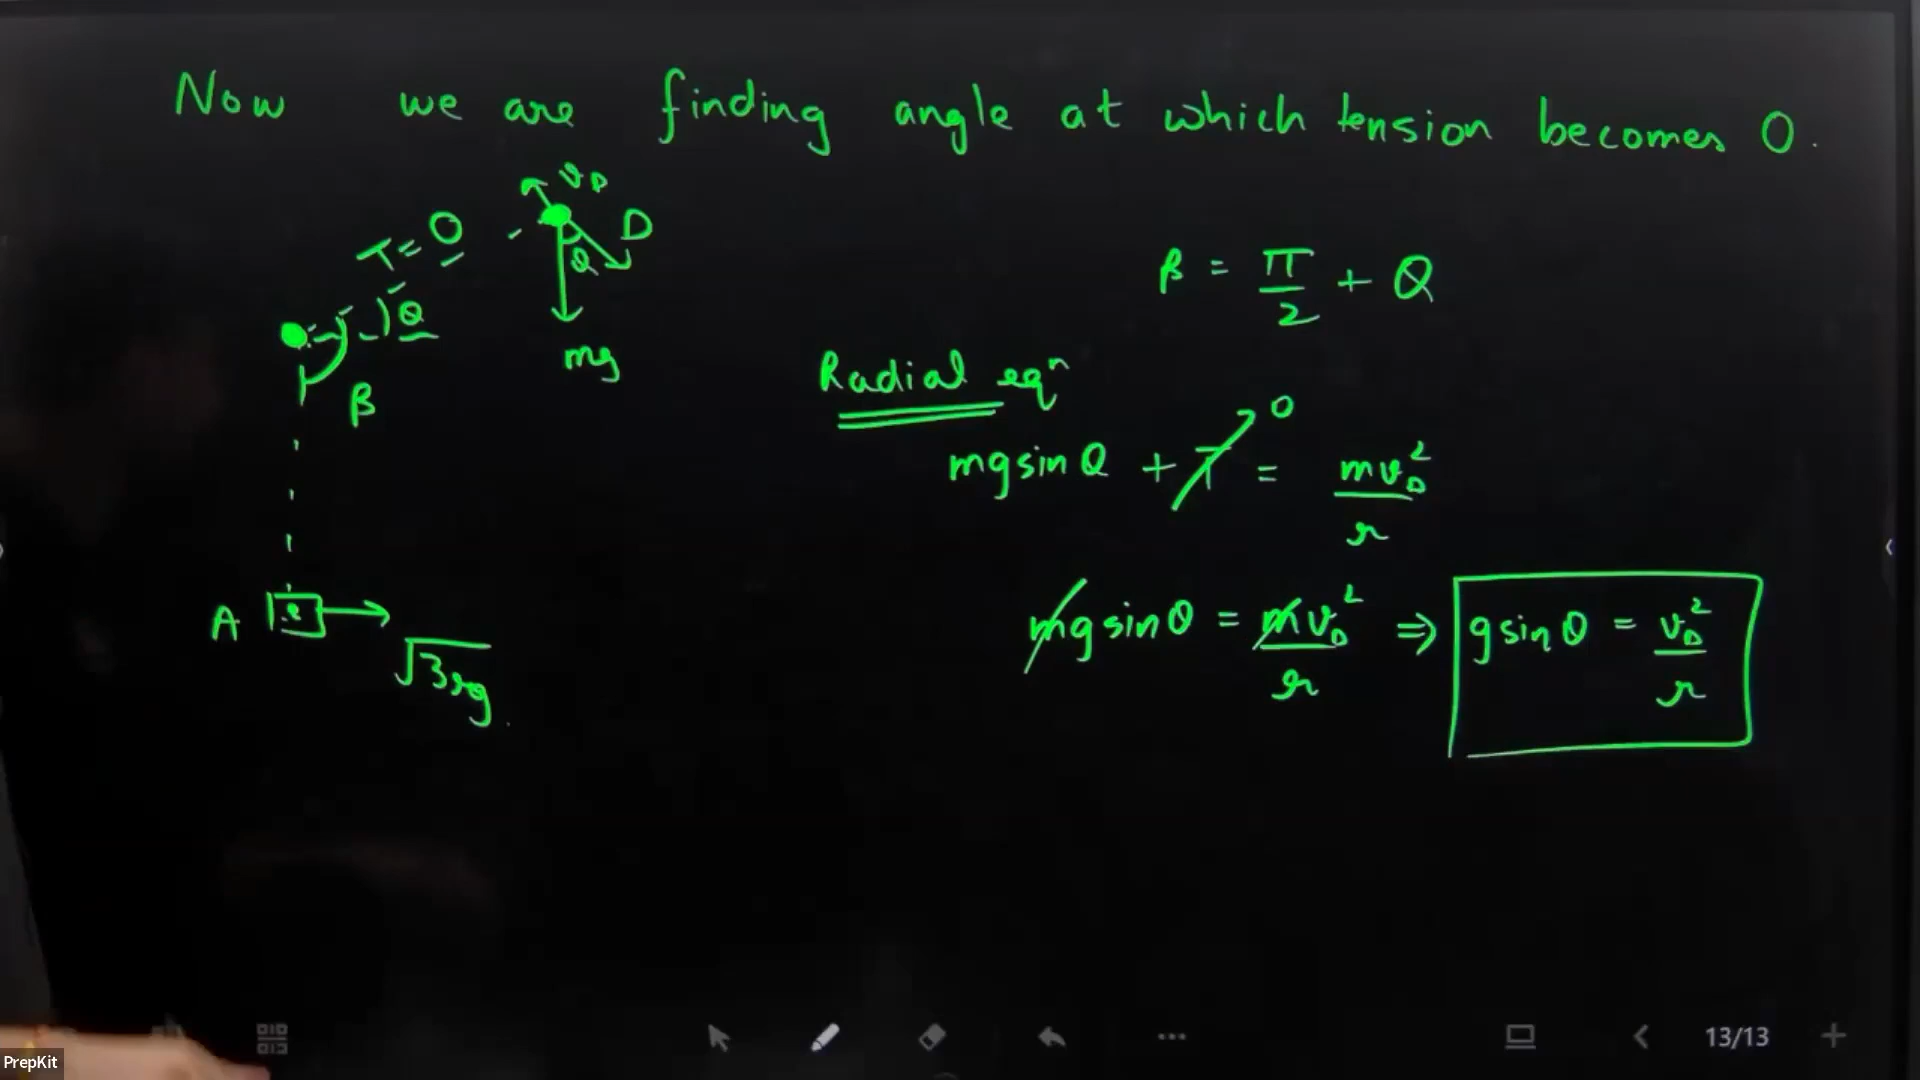 Now we are finding angle at which tension becomes 0.
v_D
T = 0
D
θ
θ
mg
β
β = π/2 + θ
Radial eqⁿ
mg sin θ + T = mv_D²/r
0
A
√3rg
mg sin θ = mv_D²/r ⇒ g sin θ = v_D²/r
13/13
PrepKit